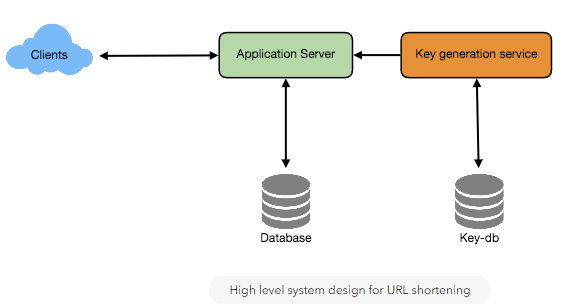 Clients
Application Server
Key generation service
Database
Key-db
High level system design for URL shortening